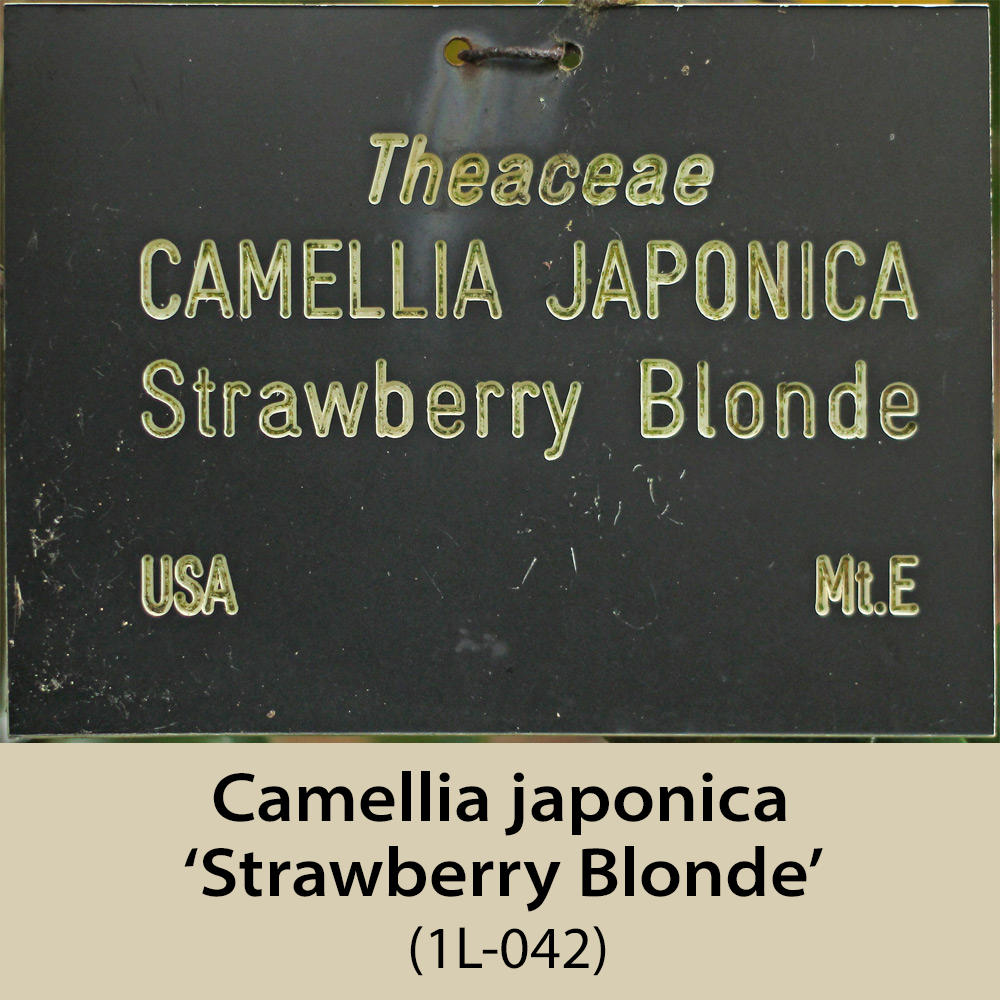 Theaceae
CAMELLIA JAPONICA
Strawberry Blonde
USA Mt.E
Camellia japonica
‘Strawberry Blonde’
(1L-042)